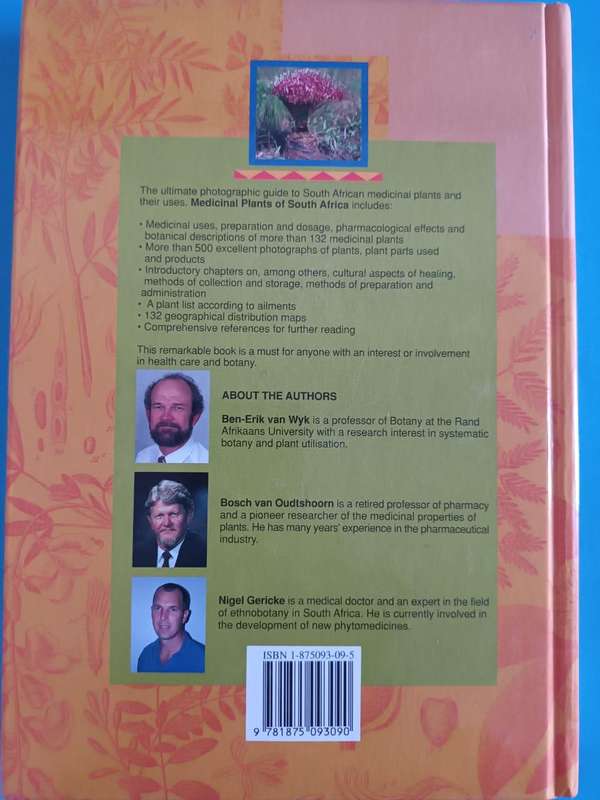 The ultimate photographic guide to South African medicinal plants and
their uses. Medicinal Plants of South Africa includes:
• Medicinal uses, preparation and dosage, pharmacological effects and
botanical descriptions of more than 132 medicinal plants
• More than 500 excellent photographs of plants, plant parts used
and products
• Introductory chapters on, among others, cultural aspects of healing,
methods of collection and storage, methods of preparation and
administration
• A plant list according to ailments
• 132 geographical distribution maps
• Comprehensive references for further reading
This remarkable book is a must for anyone with an interest or involvement
in health care and botany.
ABOUT THE AUTHORS
Ben-Erik van Wyk is a professor of Botany at the Rand
Afrikaans University with a research interest in systematic
botany and plant utilisation.
Bosch van Oudtshoorn is a retired professor of pharmacy
and a pioneer researcher of the medicinal properties of
plants. He has many years' experience in the pharmaceutical
industry.
Nigel Gericke is a medical doctor and an expert in the field
of ethnobotany in South Africa. He is currently involved in
the development of new phytomedicines.
ISBN 1-875093-09-5
9 781875 093090